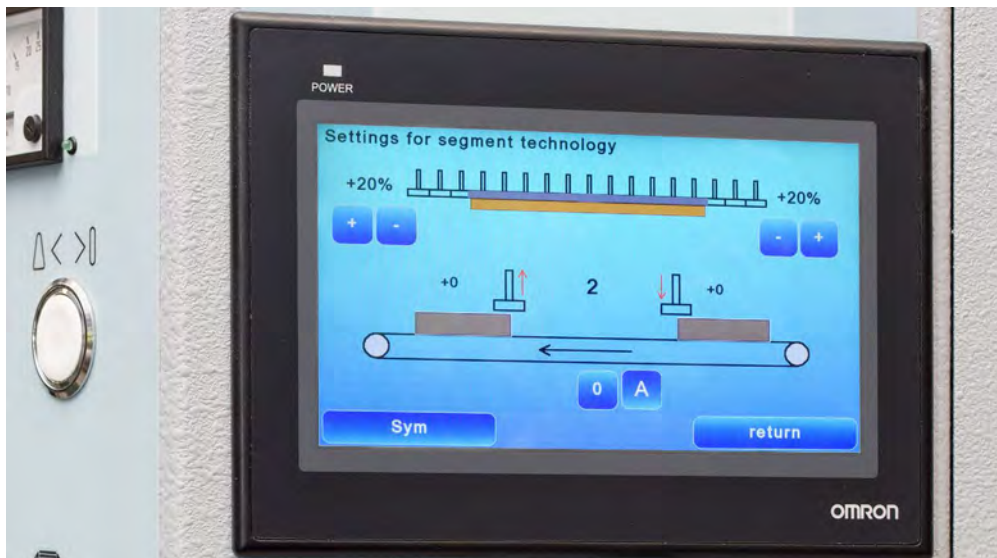 POWER
Settings for segment technology
+20% +20%
+ - - +
+0 2 +0
0 A
Sym return
OMRON